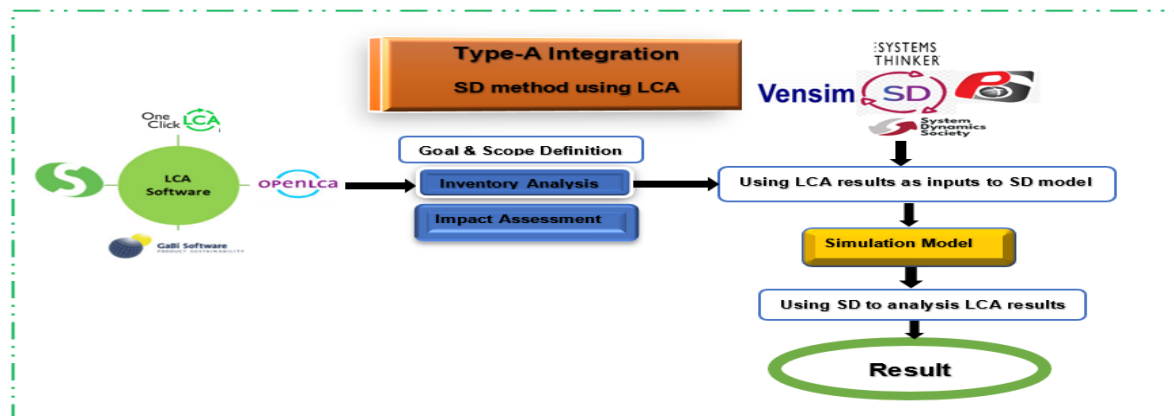 Type-A Integration
SD method using LCA
:SYSTEMS
THINKER
Vensim
SD
System
Dynamics
Society
One
Click LCA
LCA
Software
OPENLCA
GaBi Software
PRODUCT SUSTAINABILITY
Goal & Scope Definition
Inventory Analysis
Impact Assessment
Using LCA results as inputs to SD model
Simulation Model
Using SD to analysis LCA results
Result